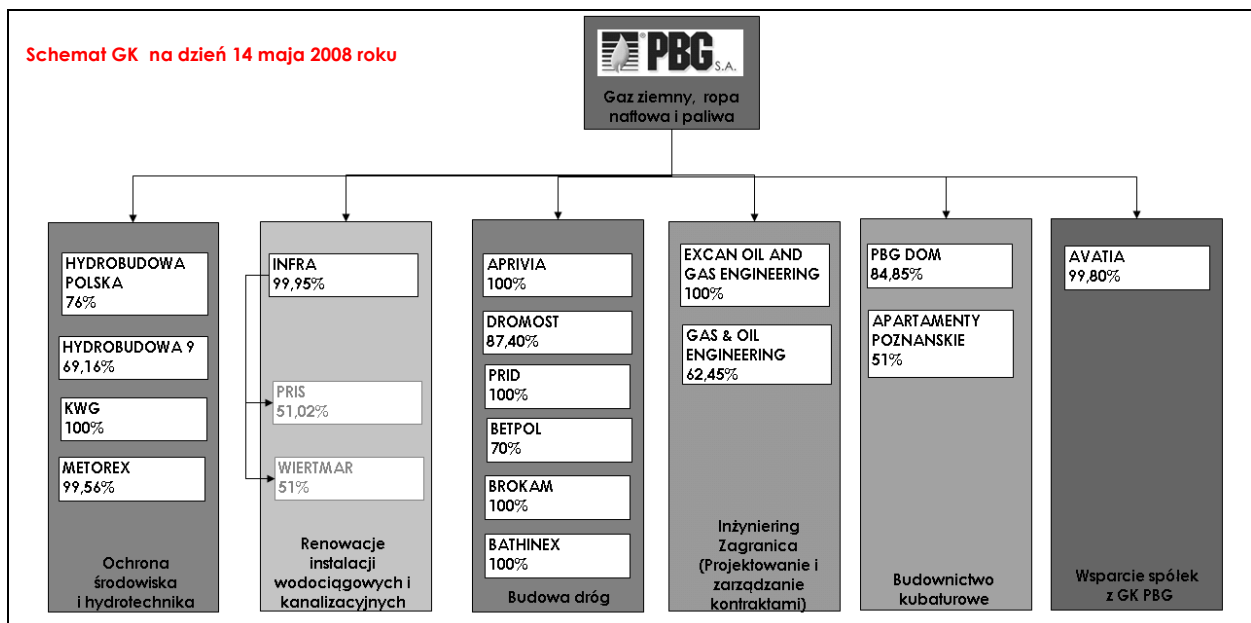 Schemat GK na dzień 14 maja 2008 roku
PBG S.A.
Gaz ziemny, ropa
naftowa i paliwa
HYDROBUDOWA
POLSKA
76%
HYDROBUDOWA 9
69,16%
KWG
100%
METOREX
99,56%
Ochrona
środowiska
i hydrotechnika
INFRA
99,95%
PRIS
51,02%
WIERTMAR
51%
Renowacje
instalacji
wodociągowych i
kanalizacyjnych
APRIVIA
100%
DROMOST
87,40%
PRID
100%
BETPOL
70%
BROKAM
100%
BATHINEX
100%
Budowa dróg
EXCAN OIL AND
GAS ENGINEERING
100%
GAS & OIL
ENGINEERING
62,45%
Inżyniering
Zagranica
(Projektowanie i
zarządzanie
kontraktami)
PBG DOM
84,85%
APARTAMENTY
POZNANSKIE
51%
Budownictwo
kubaturowe
AVATIA
99,80%
Wsparcie spółek
z GK PBG